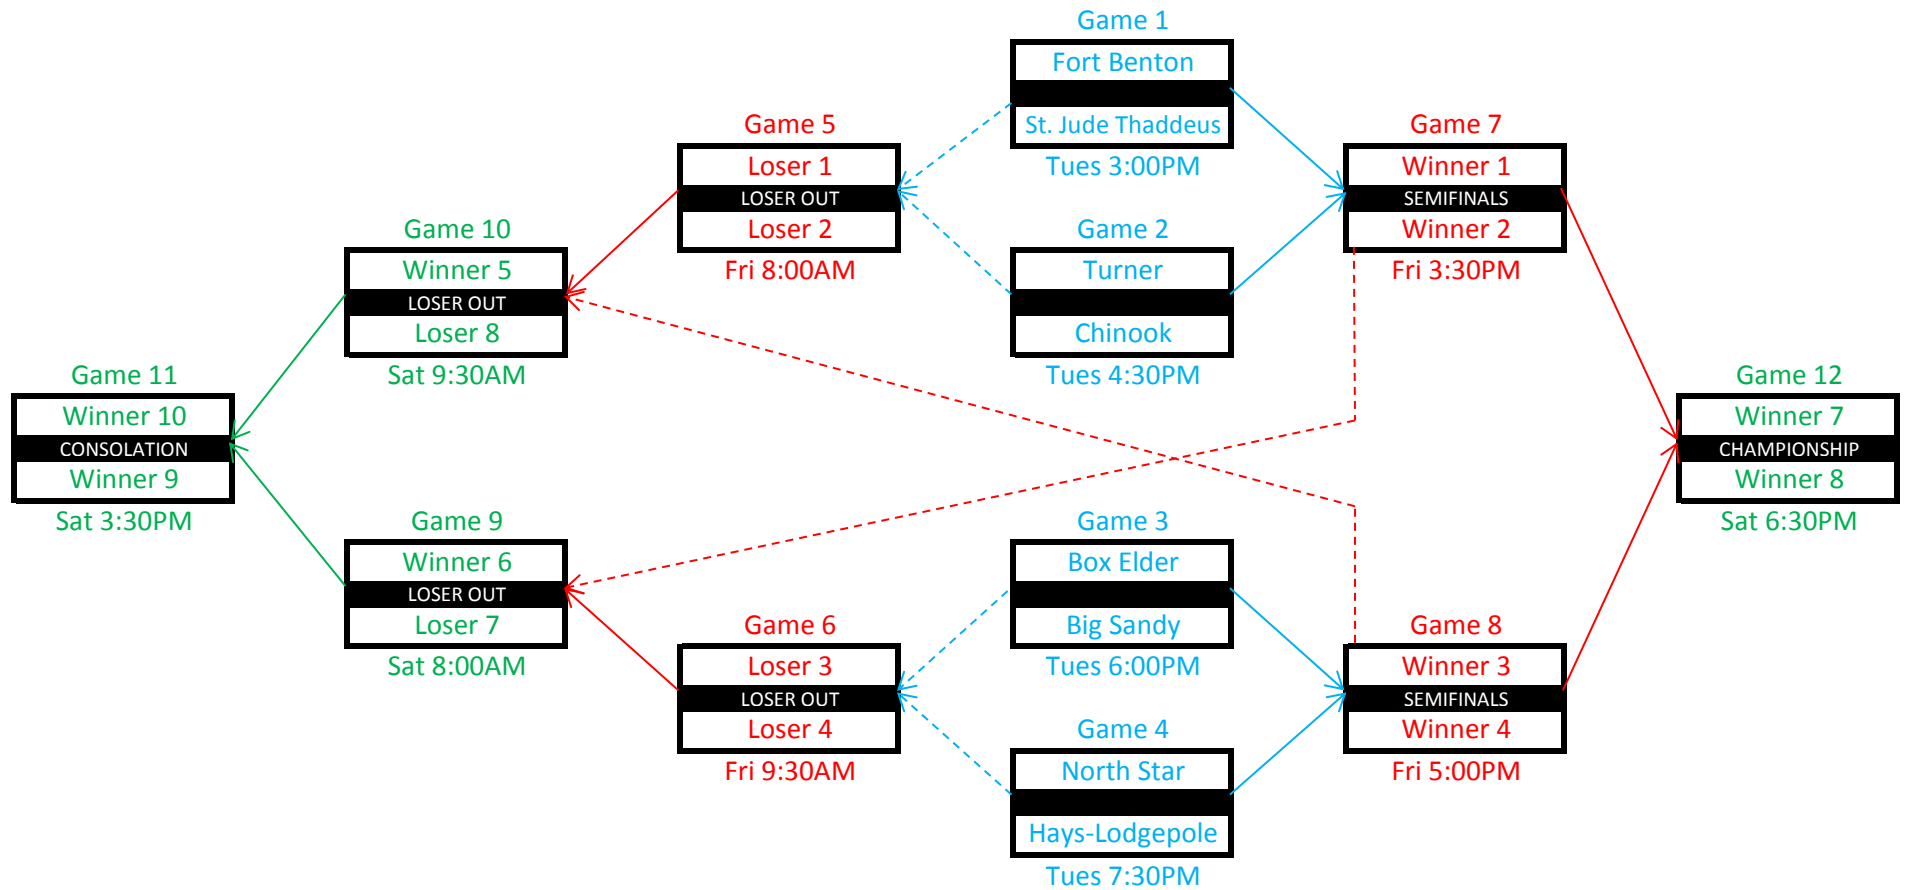 Game 1
Fort Benton
St. Jude Thaddeus
Tues 3:00PM
Game 5
Loser 1
LOSER OUT
Loser 2
Fri 8:00AM
Game 7
Winner 1
SEMIFINALS
Winner 2
Fri 3:30PM
Game 10
Winner 5
LOSER OUT
Loser 8
Sat 9:30AM
Game 2
Turner
Chinook
Tues 4:30PM
Game 11
Winner 10
CONSOLATION
Winner 9
Sat 3:30PM
Game 12
Winner 7
CHAMPIONSHIP
Winner 8
Sat 6:30PM
Game 9
Winner 6
LOSER OUT
Loser 7
Sat 8:00AM
Game 3
Box Elder
Big Sandy
Tues 6:00PM
Game 6
Loser 3
LOSER OUT
Loser 4
Fri 9:30AM
Game 8
Winner 3
SEMIFINALS
Winner 4
Fri 5:00PM
Game 4
North Star
Hays-Lodgepole
Tues 7:30PM